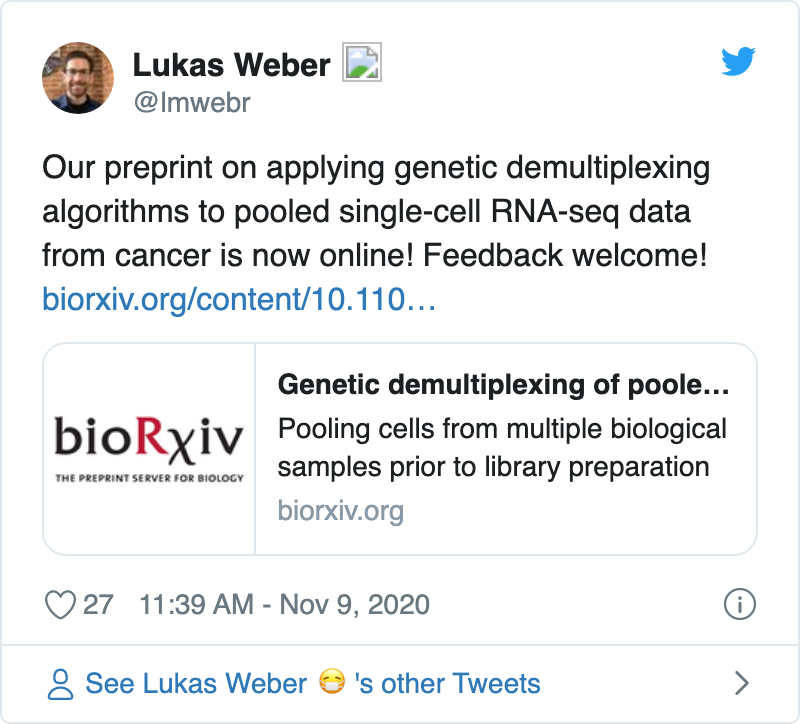 Lukas Weber
@lmwebr
Our preprint on applying genetic demultiplexing
algorithms to pooled single-cell RNA-seq data
from cancer is now online! Feedback welcome!
biorxiv.org/content/10.110…
bioRxiv
THE PREPRINT SERVER FOR BIOLOGY
Genetic demultiplexing of poole…
Pooling cells from multiple biological
samples prior to library preparation
biorxiv.org
27 11:39 AM - Nov 9, 2020
See Lukas Weber 😷 's other Tweets